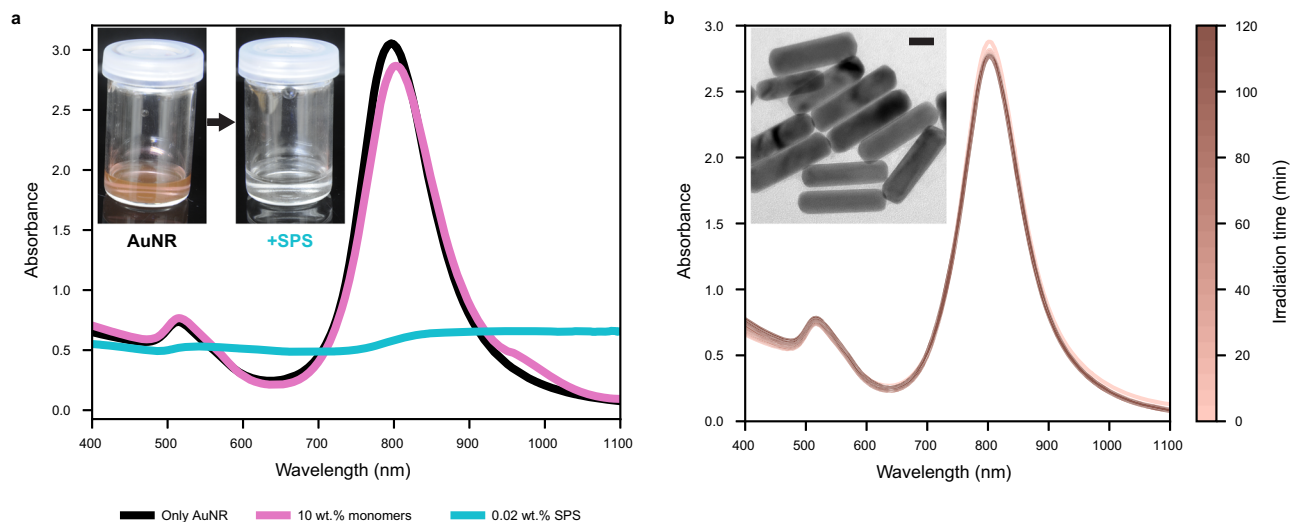 a
Absorbance
3.0
2.5
2.0
1.5
1.0
0.5
0.0
400 500 600 700 800 900 1000 1100
Wavelength (nm)
AuNR
+SPS
Only AuNR
10 wt.% monomers
0.02 wt.% SPS
b
Absorbance
3.0
2.5
2.0
1.5
1.0
0.5
0.0
400 500 600 700 800 900 1000 1100
Wavelength (nm)
120
100
80
60
40
20
0
Irradiation time (min)